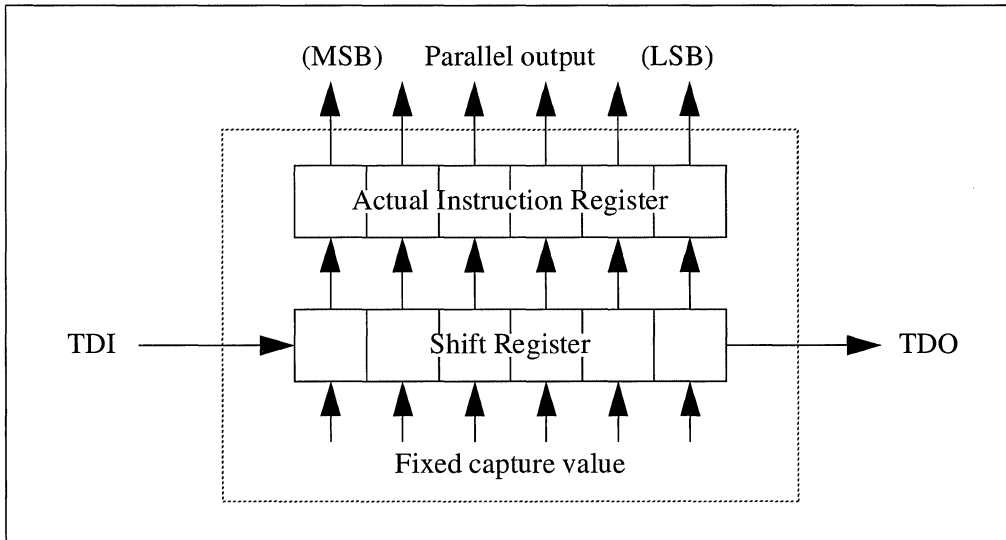 (MSB) Parallel output (LSB)
Actual Instruction Register
TDI Shift Register TDO
Fixed capture value